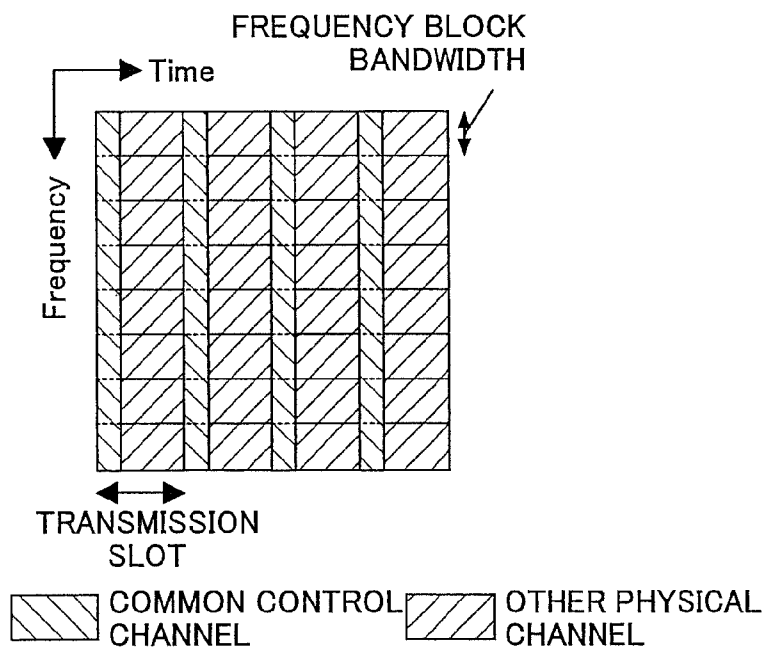 FREQUENCY BLOCK
BANDWIDTH
Time
Frequency
TRANSMISSION
SLOT
COMMON CONTROL
CHANNEL
OTHER PHYSICAL
CHANNEL